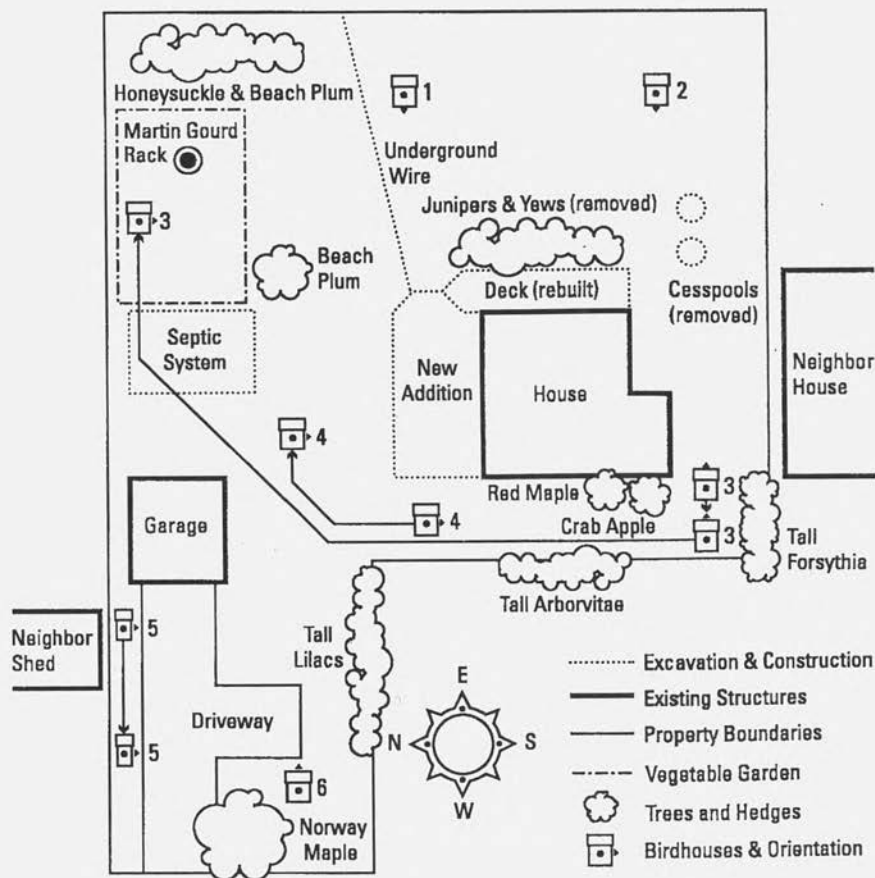 Honeysuckle & Beach Plum
1
2
Martin Gourd
Rack
Underground
Wire
3
Junipers & Yews (removed)
Beach
Plum
Deck (rebuilt)
Cesspools
(removed)
Septic
System
New
Addition
House
Neighbor
House
4
4
Red Maple
Crab Apple
3
3
Tall
Forsythia
Garage
Tall Arborvitae
Neighbor
Shed
5
5
Tall
Lilacs
Driveway
6
Norway
Maple
E
N
S
W
Excavation & Construction
Existing Structures
Property Boundaries
Vegetable Garden
Trees and Hedges
Birdhouses & Orientation